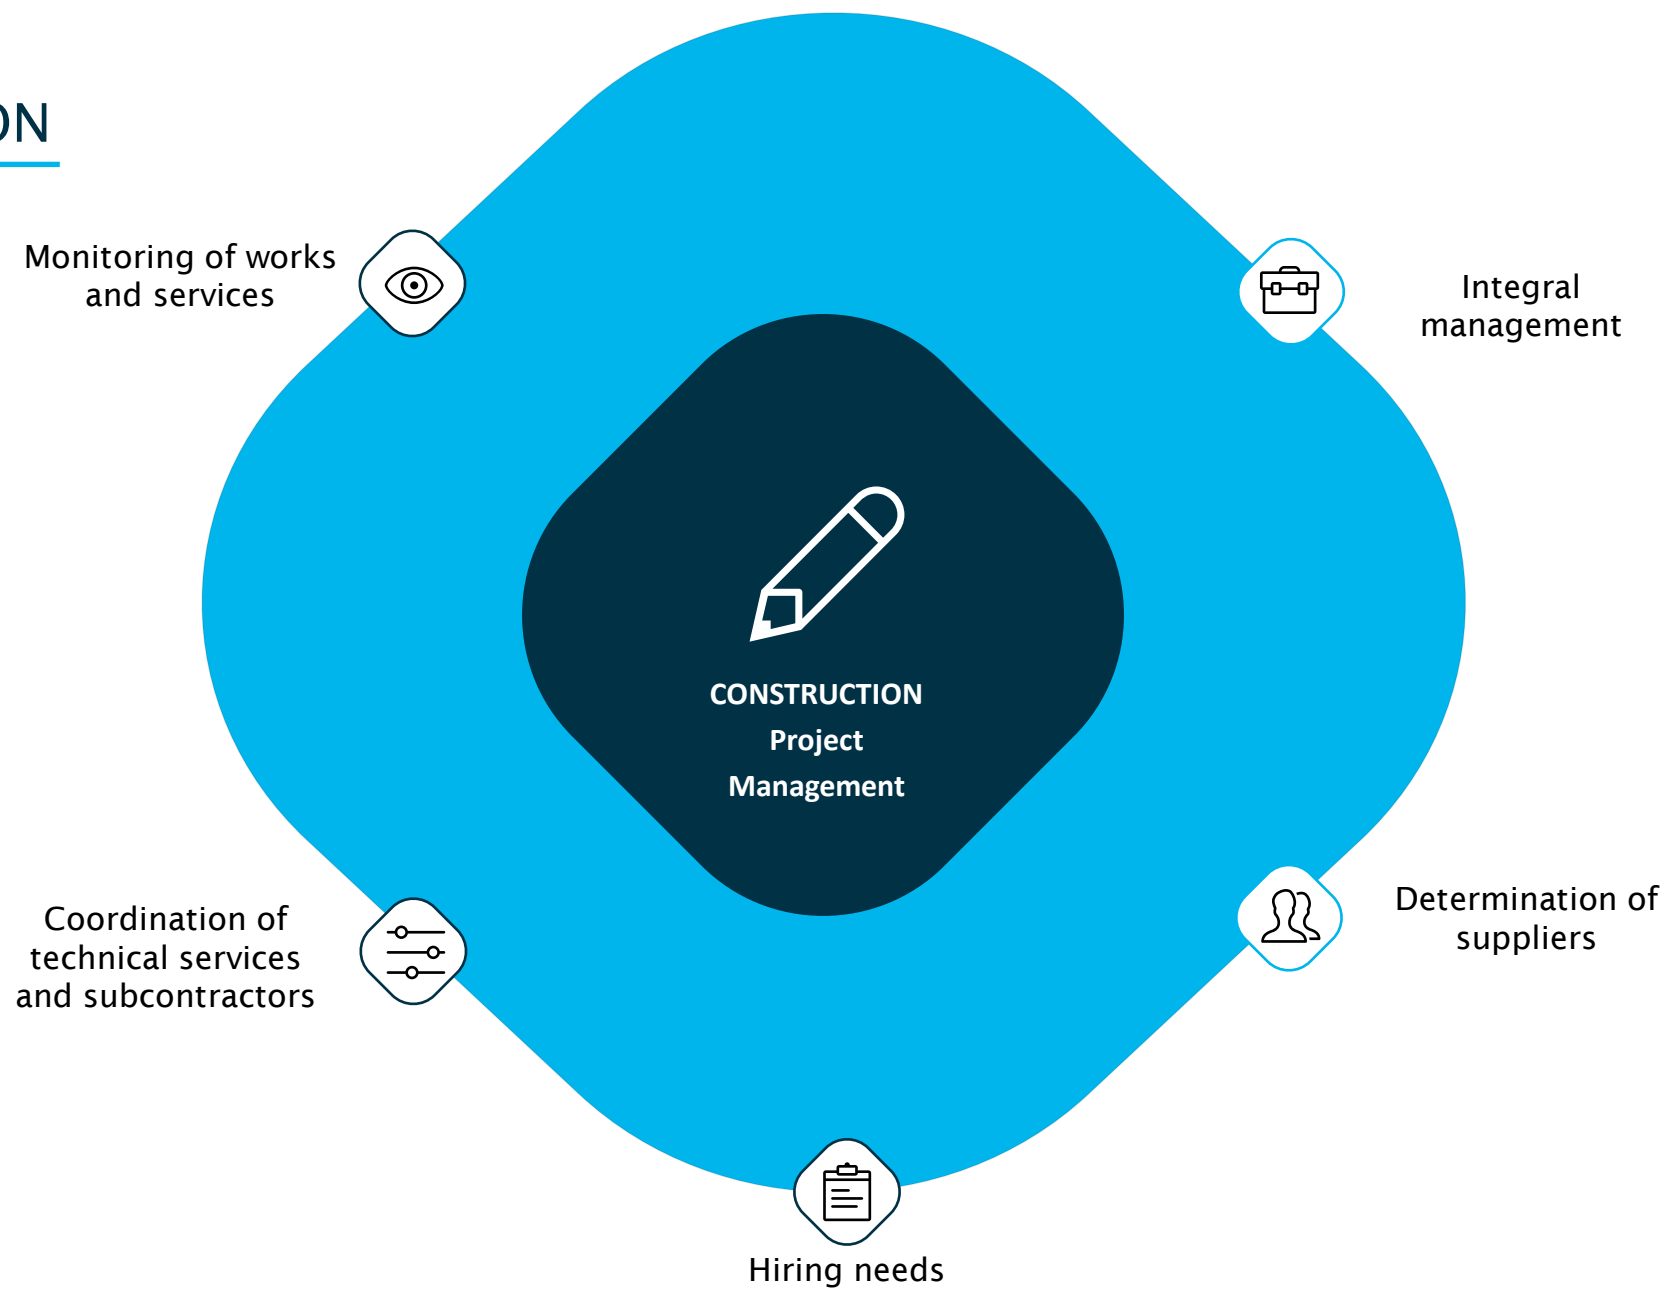 ON
Monitoring of works
and services
Integral
management
CONSTRUCTION
Project
Management
Coordination of
technical services
and subcontractors
Determination of
suppliers
Hiring needs